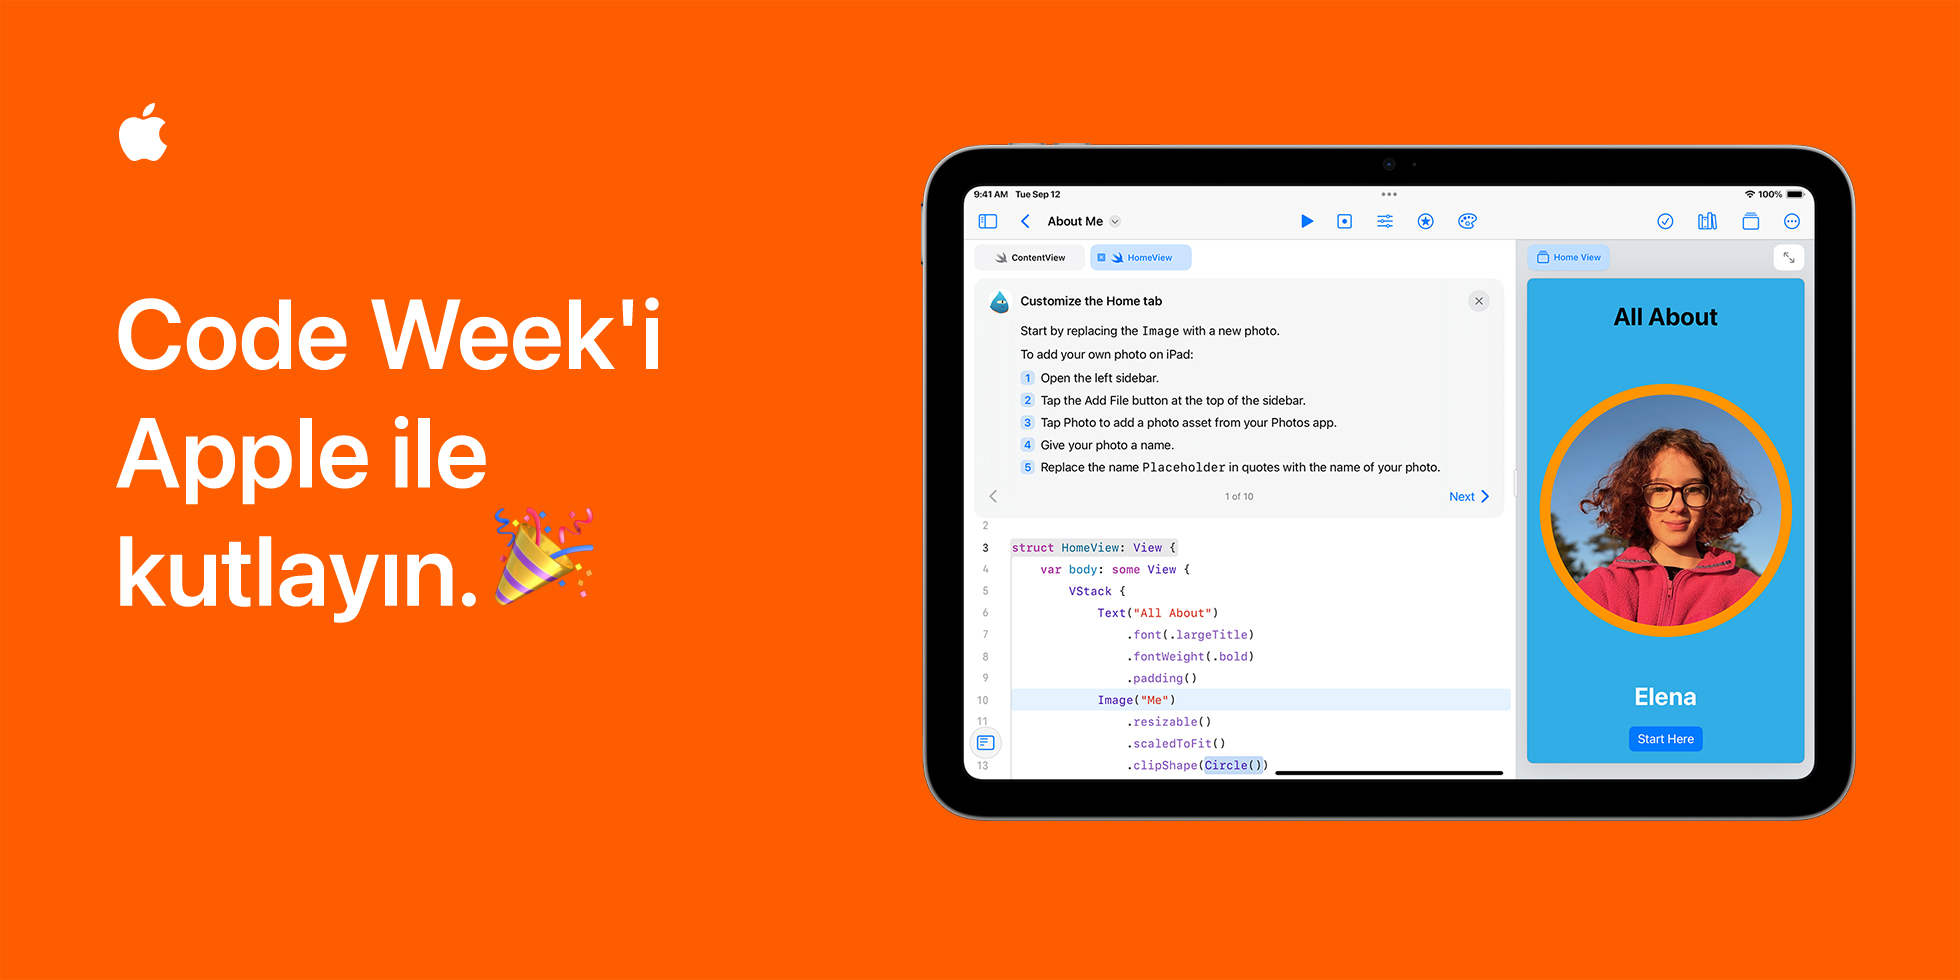 Code Week'i
Apple ile
kutlayın.
9:41 AM Tue Sep 12
100%
About Me
ContentView
HomeView
Customize the Home tab
Start by replacing the Image with a new photo.
To add your own photo on iPad:
1 Open the left sidebar.
2 Tap the Add File button at the top of the sidebar.
3 Tap Photo to add a photo asset from your Photos app.
4 Give your photo a name.
5 Replace the name Placeholder in quotes with the name of your photo.
1 of 10
Next
2
3 struct HomeView: View {
4 var body: some View {
5 VStack {
6 Text("All About")
7 .font(.largeTitle)
8 .fontWeight(.bold)
9 .padding()
10 Image("Me")
11 .resizable()
.scaledToFit()
13 .clipShape(Circle())
Home View
All About
Elena
Start Here